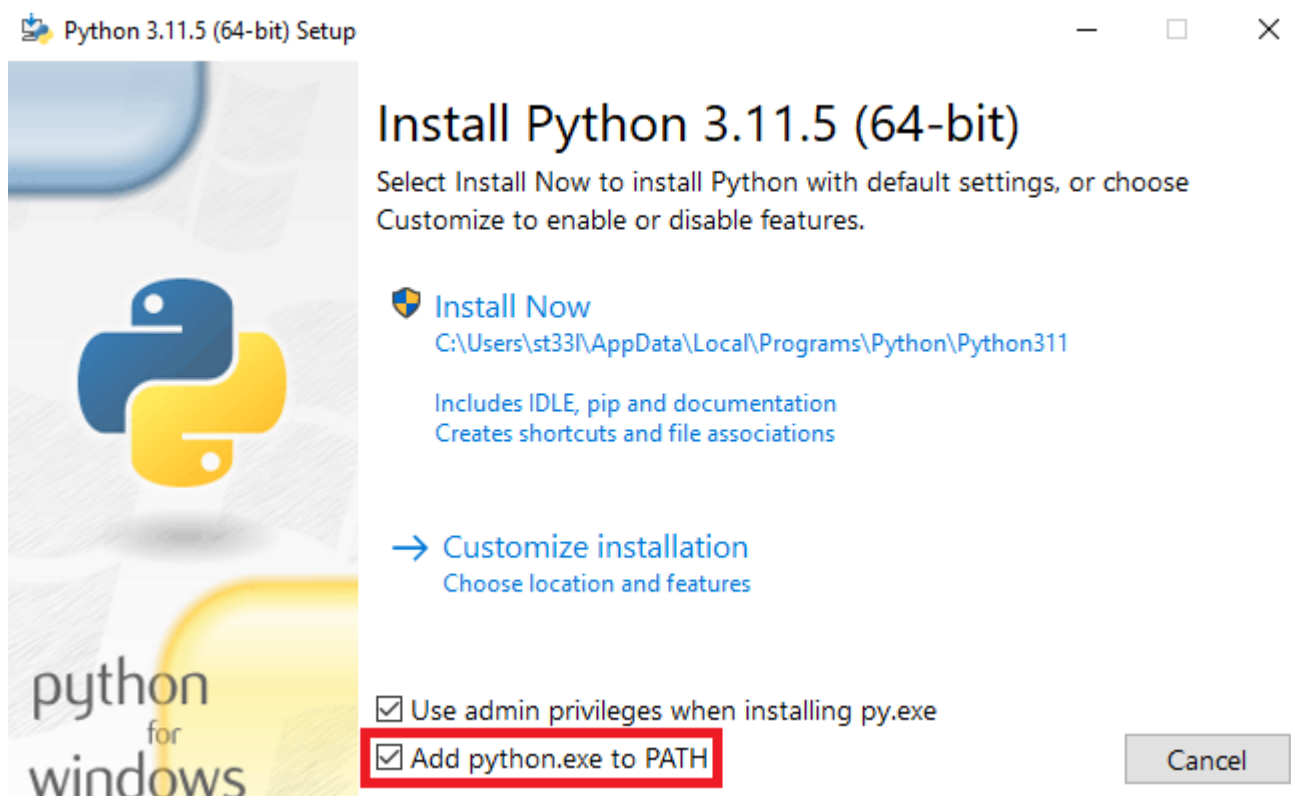 Python 3.11.5 (64-bit) Setup
Install Python 3.11.5 (64-bit)
Select Install Now to install Python with default settings, or choose
Customize to enable or disable features.
Install Now
C:\Users\st33l\AppData\Local\Programs\Python\Python311
Includes IDLE, pip and documentation
Creates shortcuts and file associations
Customize installation
Choose location and features
python
for
windows
Use admin privileges when installing py.exe
Add python.exe to PATH
Cancel